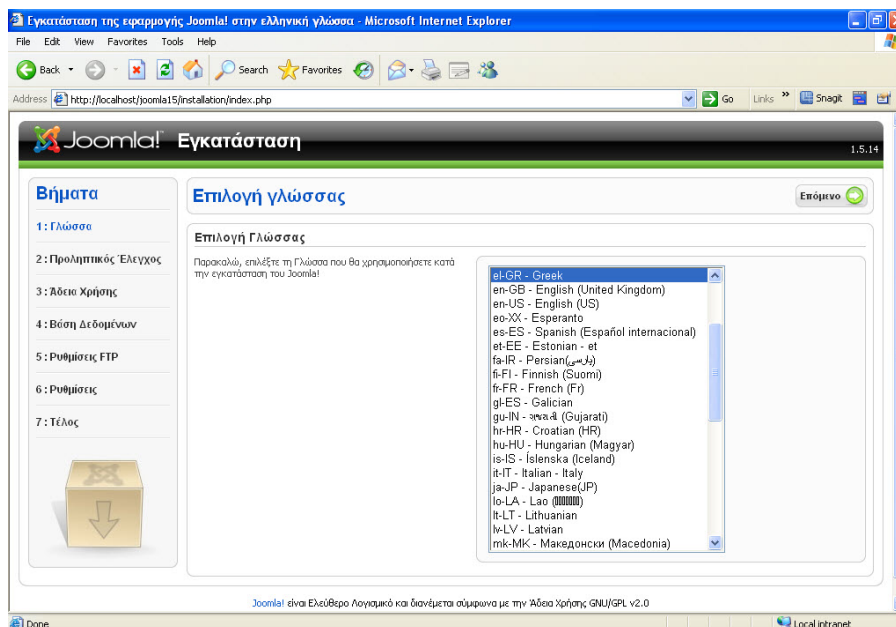 Εγκατάσταση της εφαρμογής Joomla! στην ελληνική γλώσσα - Microsoft Internet Explorer
File Edit View Favorites Tools Help
Back Search Favorites
Address http://localhost/joomla15/installation/index.php Go Links » Snagit
Joomla! Εγκατάσταση 1.5.14
Βήματα
1 : Γλώσσα
2 : Προληπτικός Έλεγχος
3 : Άδεια Χρήσης
4 : Βάση Δεδομένων
5 : Ρυθμίσεις FTP
6 : Ρυθμίσεις
7 : Τέλος
Επιλογή γλώσσας Επόμενο
Επιλογή Γλώσσας
Παρακαλώ, επιλέξτε τη Γλώσσα που θα χρησιμοποιήσετε κατά
την εγκατάσταση του Joomla!
el-GR - Greek
en-GB - English (United Kingdom)
en-US - English (US)
eo-XX - Esperanto
es-ES - Spanish (Español internacional)
et-EE - Estonian - et
fa-IR - Persian(پارسی)
fi-FI - Finnish (Suomi)
fr-FR - French (Fr)
gl-ES - Galician
gu-IN - ગુજરાતી (Gujarati)
hr-HR - Croatian (HR)
hu-HU - Hungarian (Magyar)
is-IS - Íslenska (Iceland)
it-IT - Italian - Italy
ja-JP - Japanese(JP)
lo-LA - Lao
lt-LT - Lithuanian
lv-LV - Latvian
mk-MK - Македонски (Macedonia)
Joomla! είναι Ελεύθερο Λογισμικό και διανέμεται σύμφωνα με την Άδεια Χρήσης GNU/GPL v2.0
Done Local intranet